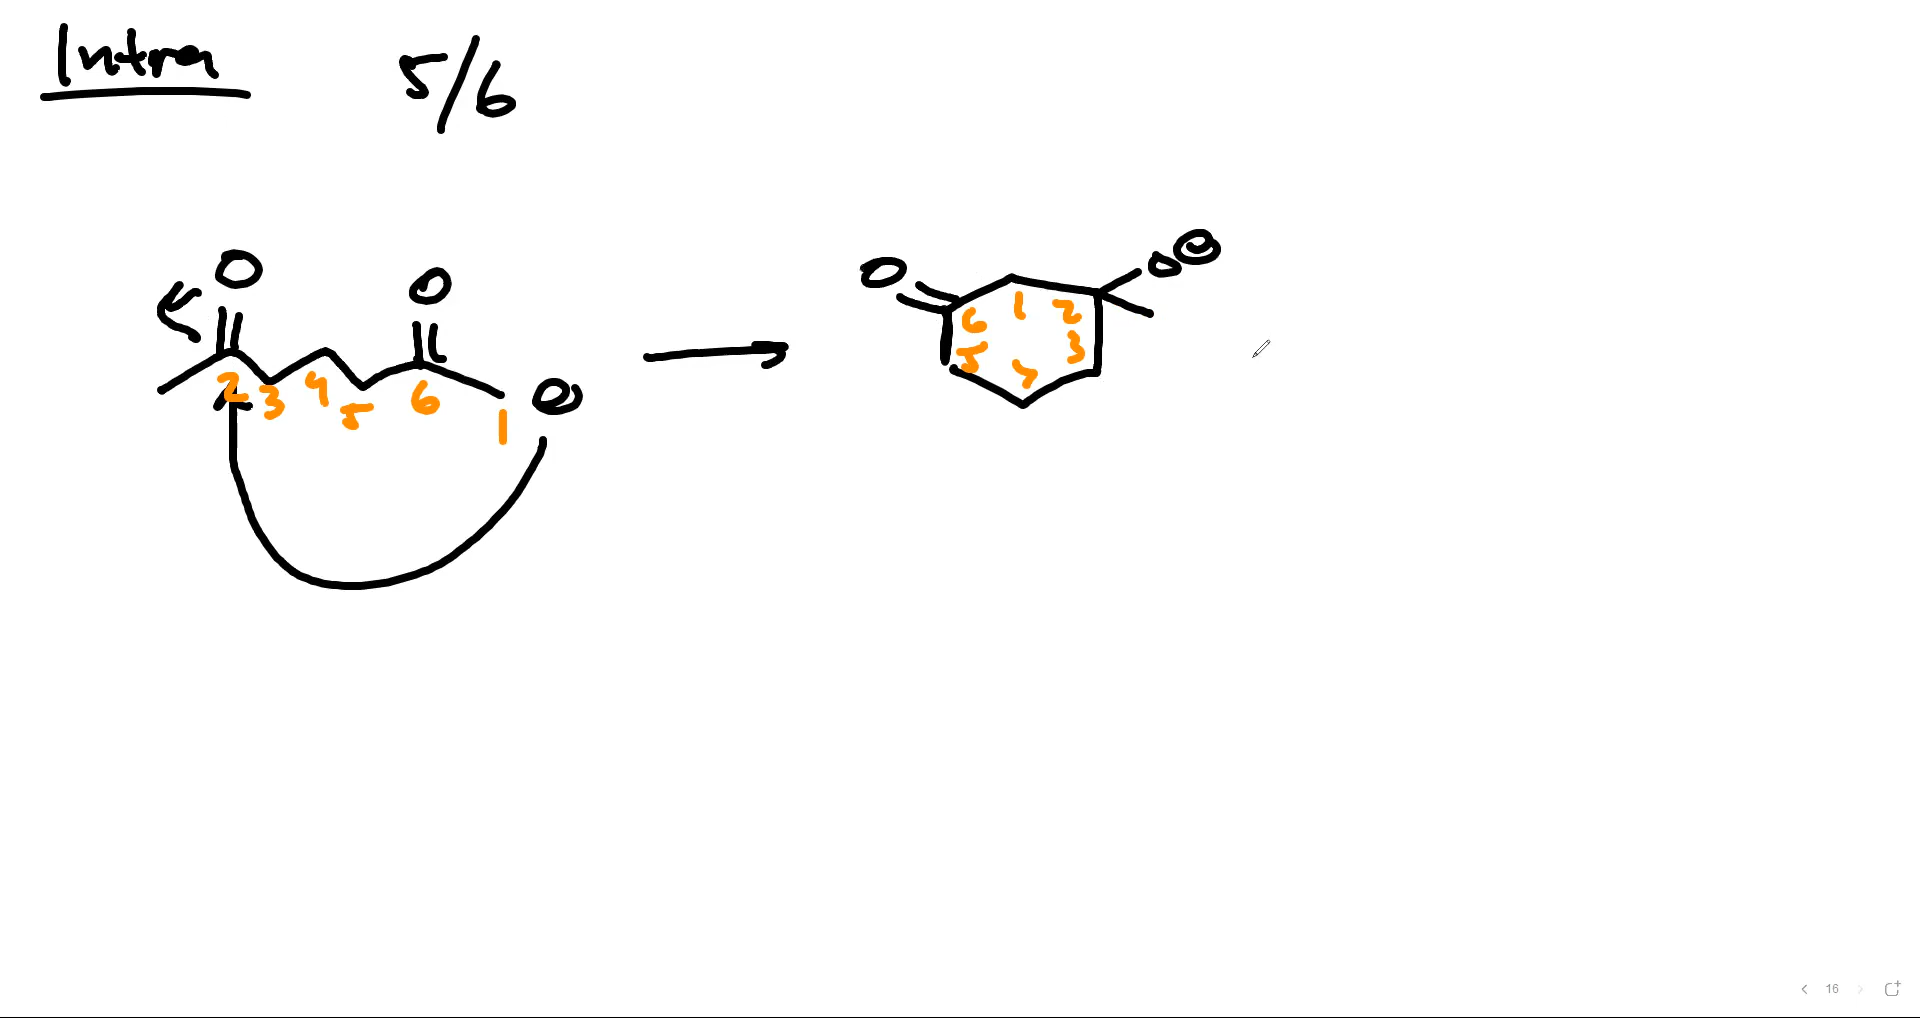 Intra 5/6
O O O ⊖
O ⊖
6 1 2
2 3 4 5 6 1 5 4 3
16